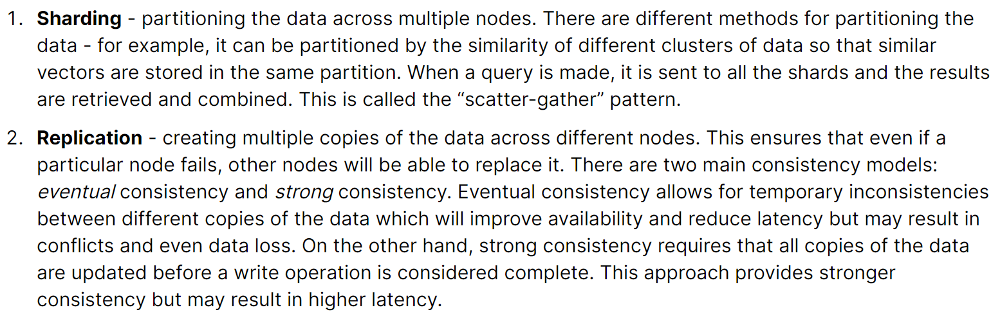 1. Sharding - partitioning the data across multiple nodes. There are different methods for partitioning the
data - for example, it can be partitioned by the similarity of different clusters of data so that similar
vectors are stored in the same partition. When a query is made, it is sent to all the shards and the results
are retrieved and combined. This is called the “scatter-gather” pattern.
2. Replication - creating multiple copies of the data across different nodes. This ensures that even if a
particular node fails, other nodes will be able to replace it. There are two main consistency models:
eventual consistency and strong consistency. Eventual consistency allows for temporary inconsistencies
between different copies of the data which will improve availability and reduce latency but may result in
conflicts and even data loss. On the other hand, strong consistency requires that all copies of the data
are updated before a write operation is considered complete. This approach provides stronger
consistency but may result in higher latency.